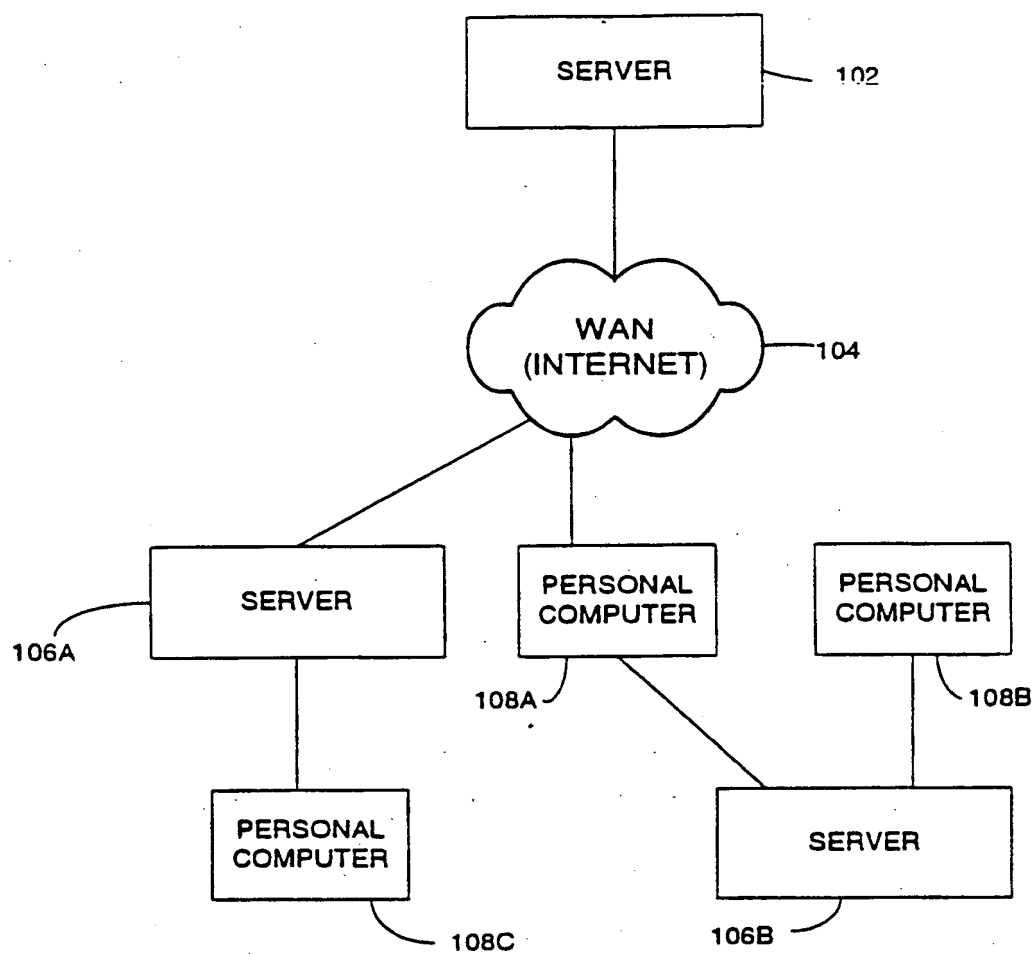 SERVER
102
WAN
(INTERNET)
104
SERVER
106A
PERSONAL
COMPUTER
108A
PERSONAL
COMPUTER
108B
PERSONAL
COMPUTER
108C
SERVER
106B